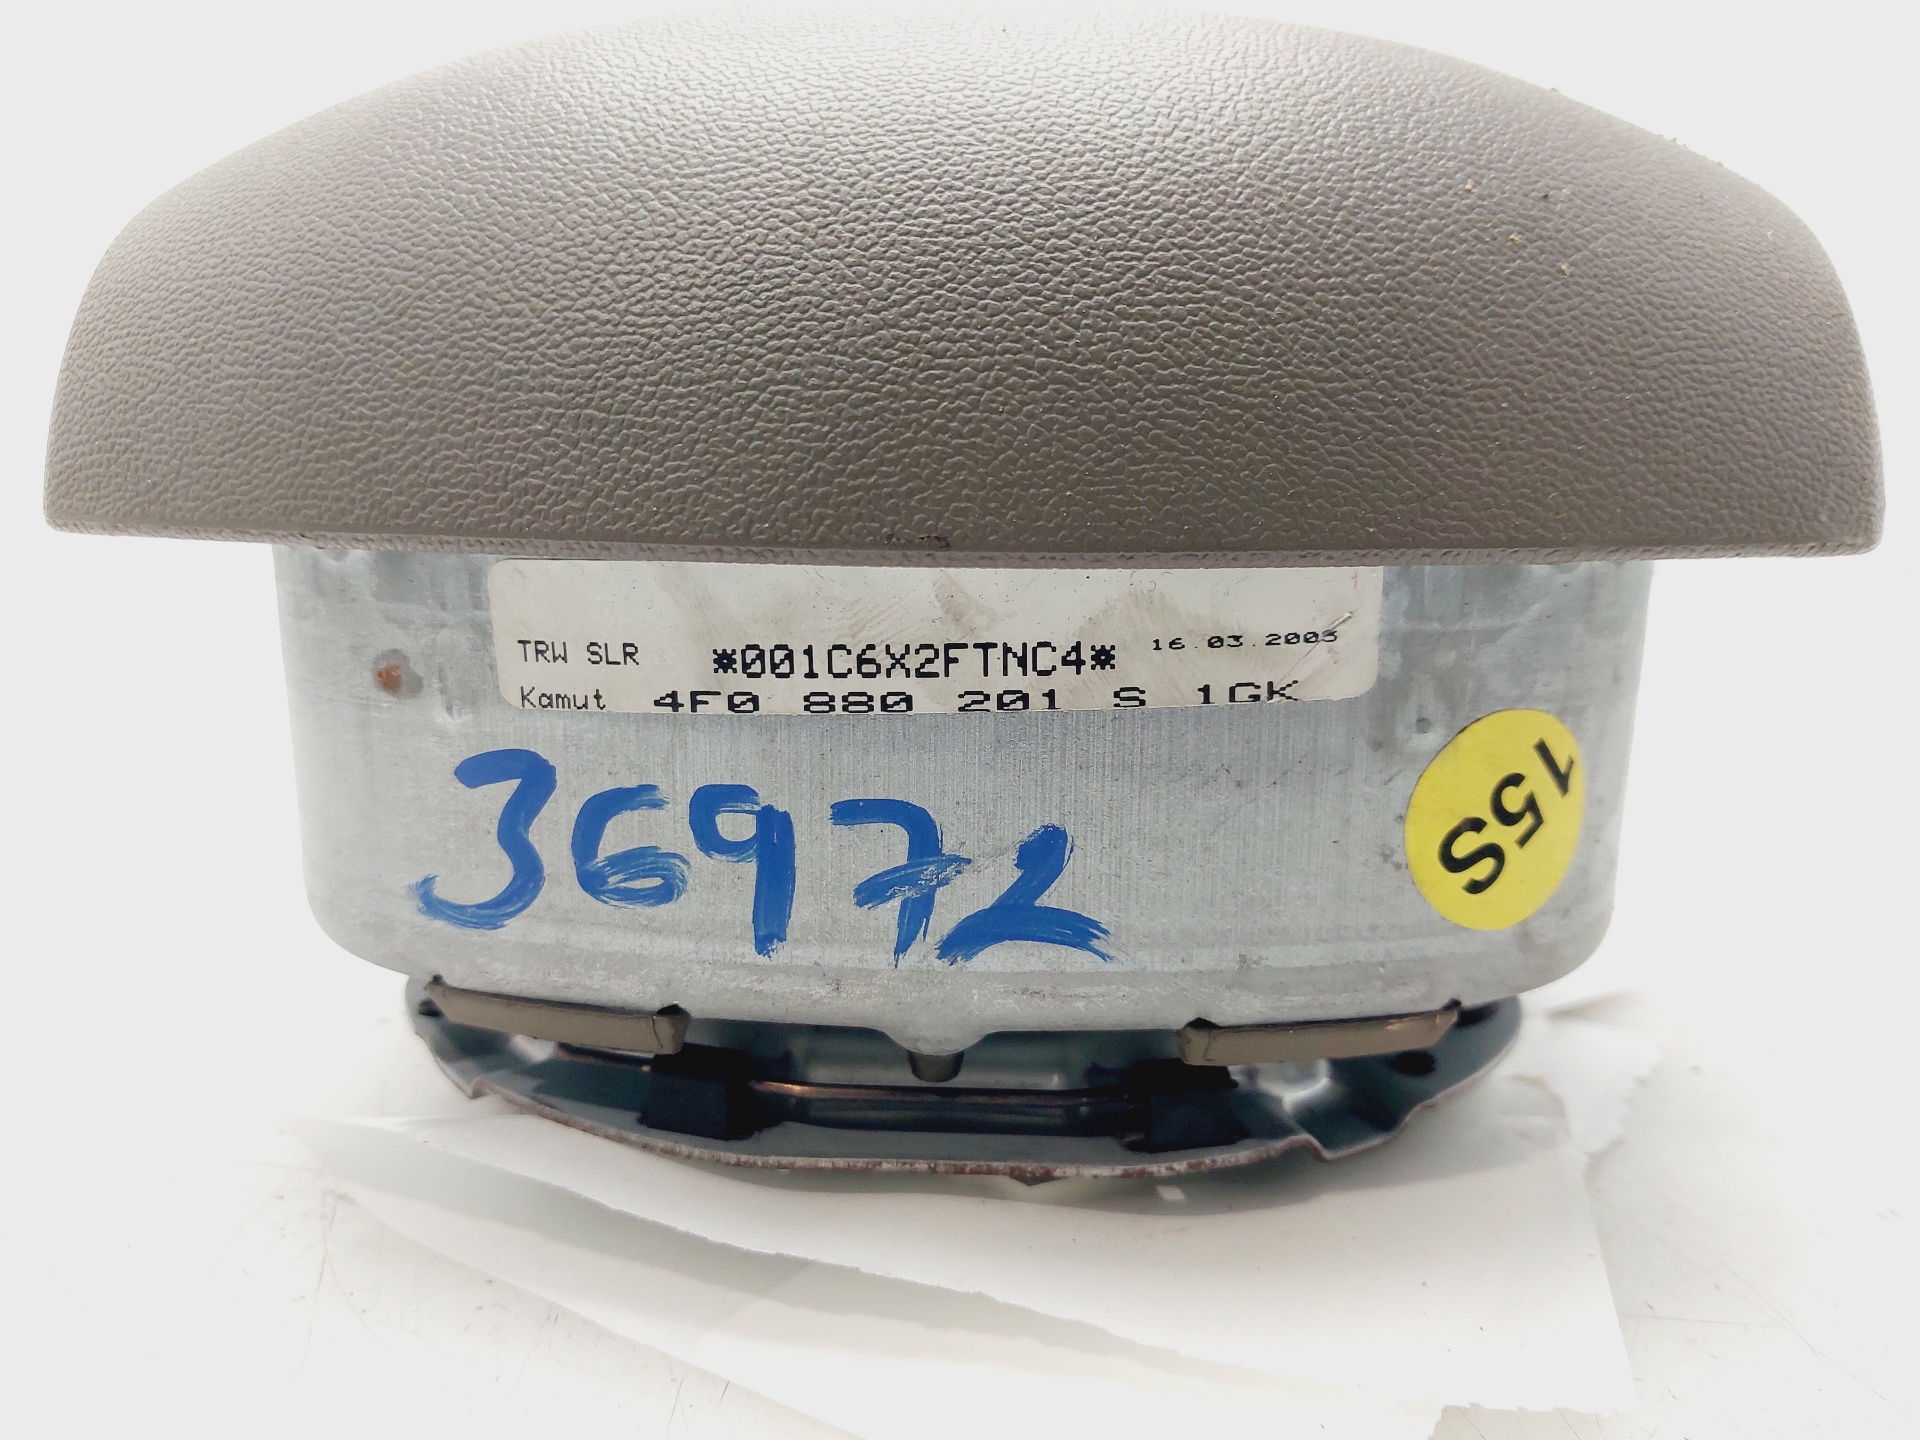 TRW SLR *001C6X2FTNC4* 16.03.2005
Kamut 4F0 880 201 S 1GK
36972
15S